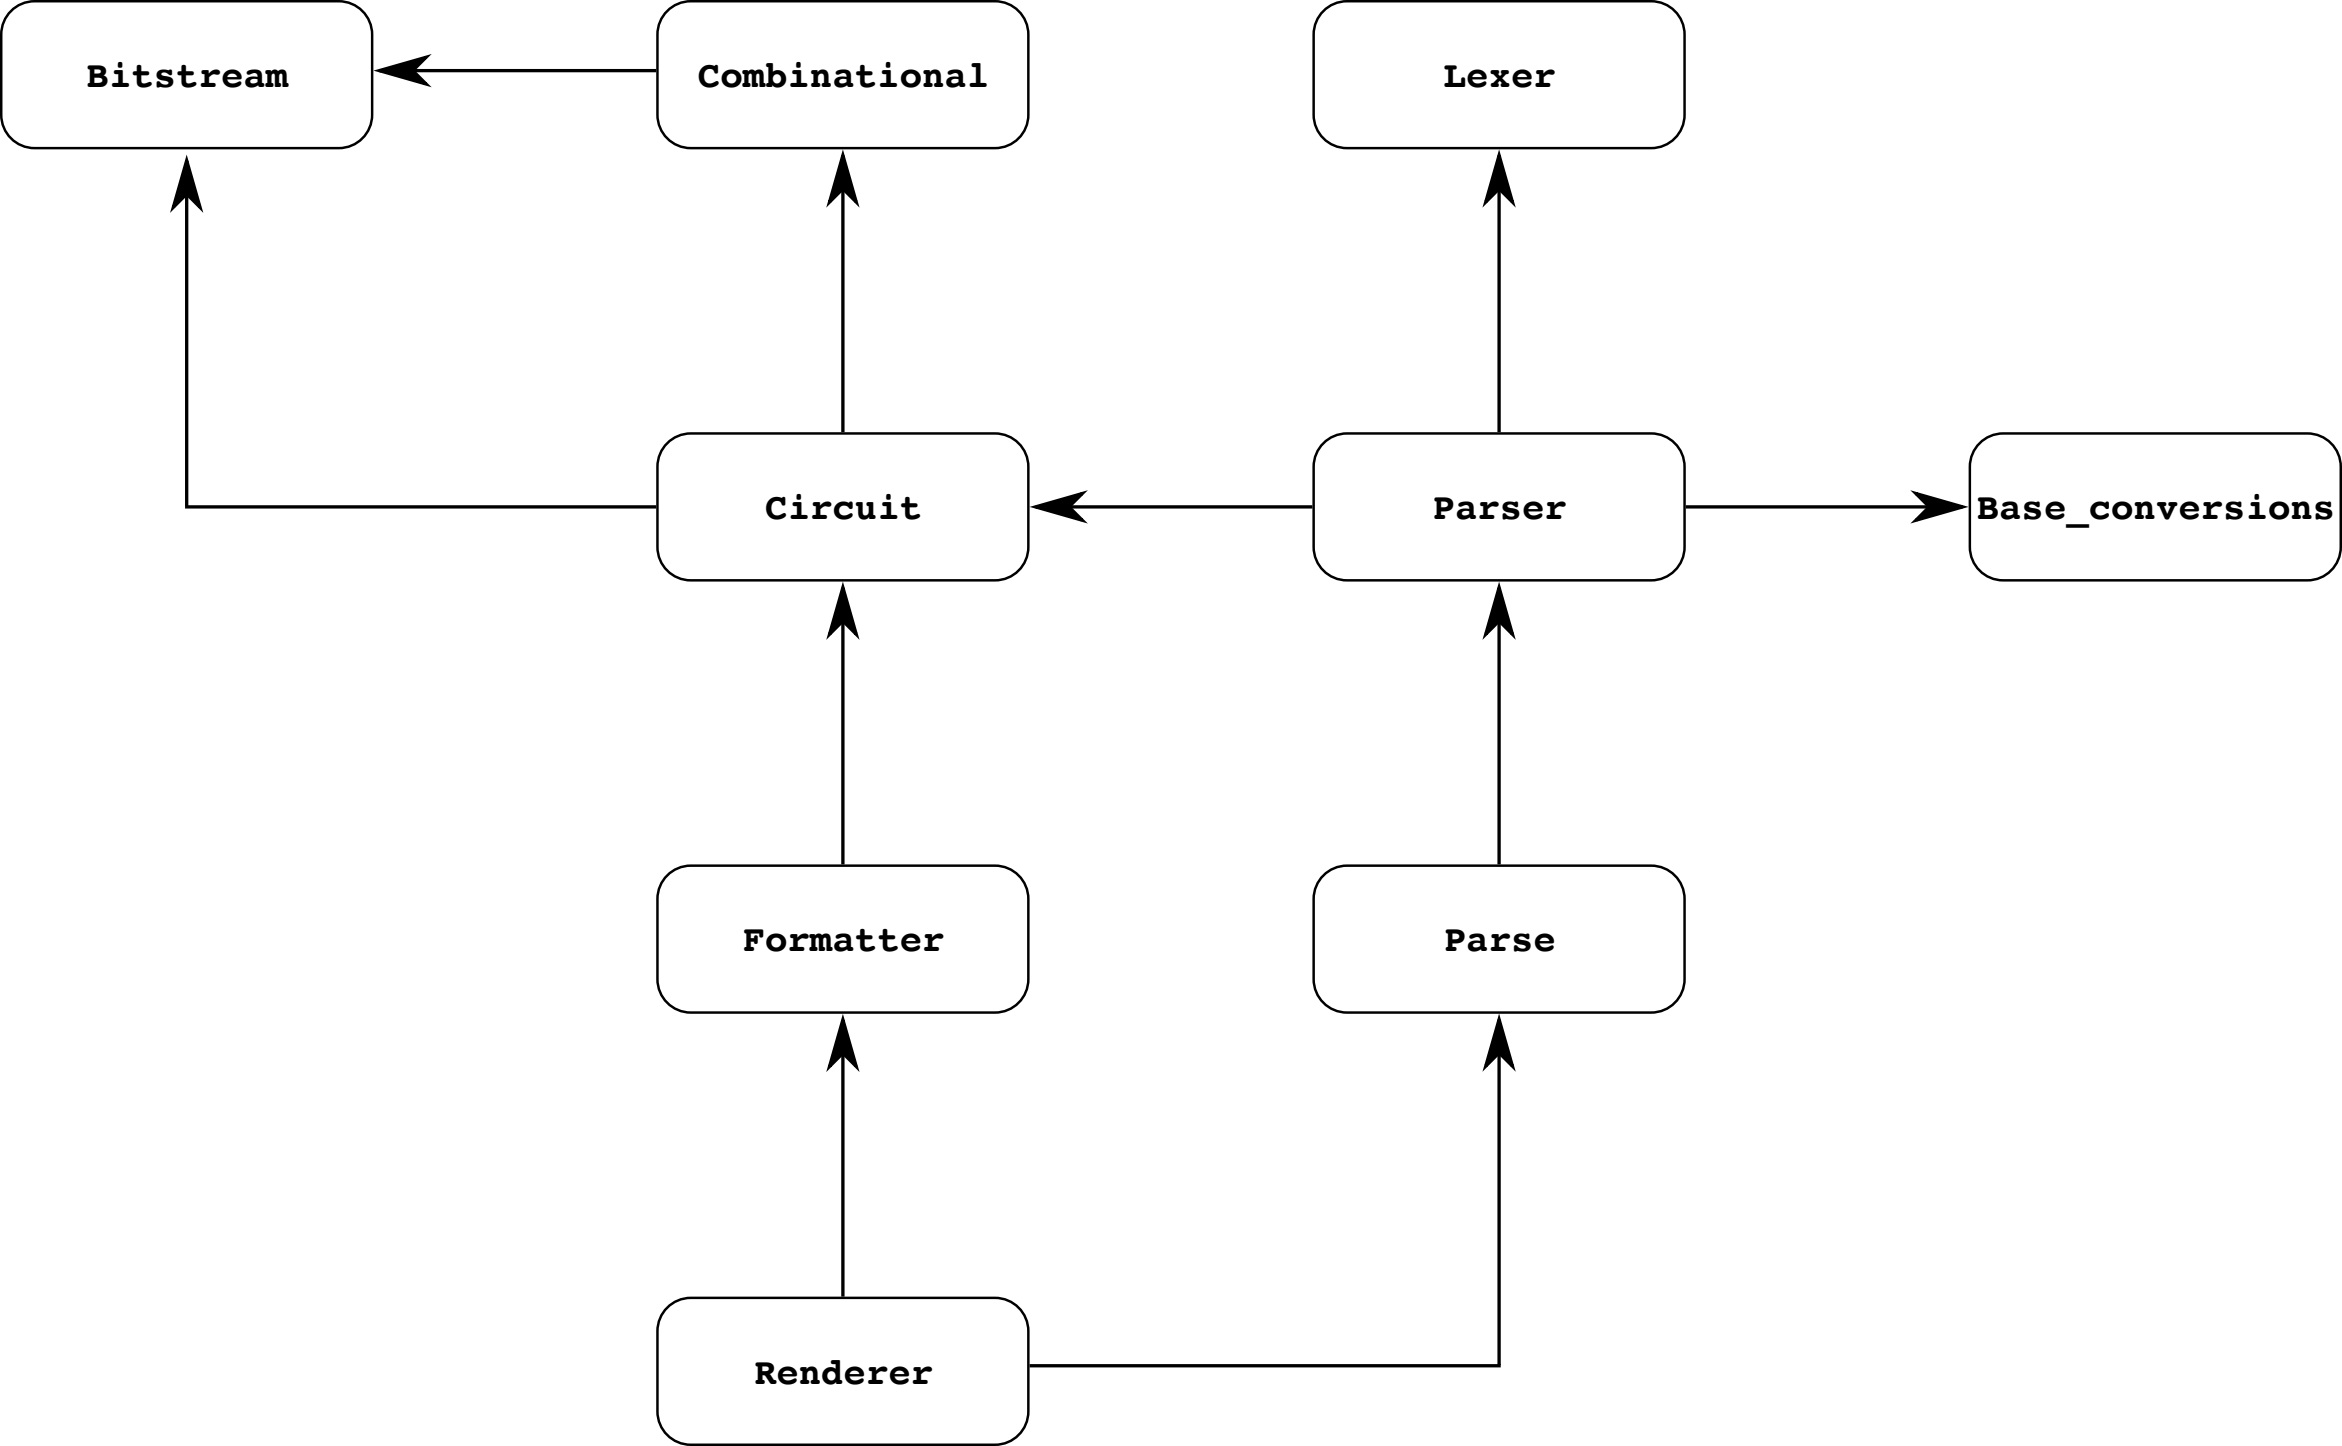 Bitstream
Combinational
Lexer
Circuit
Parser
Base_conversions
Formatter
Parse
Renderer